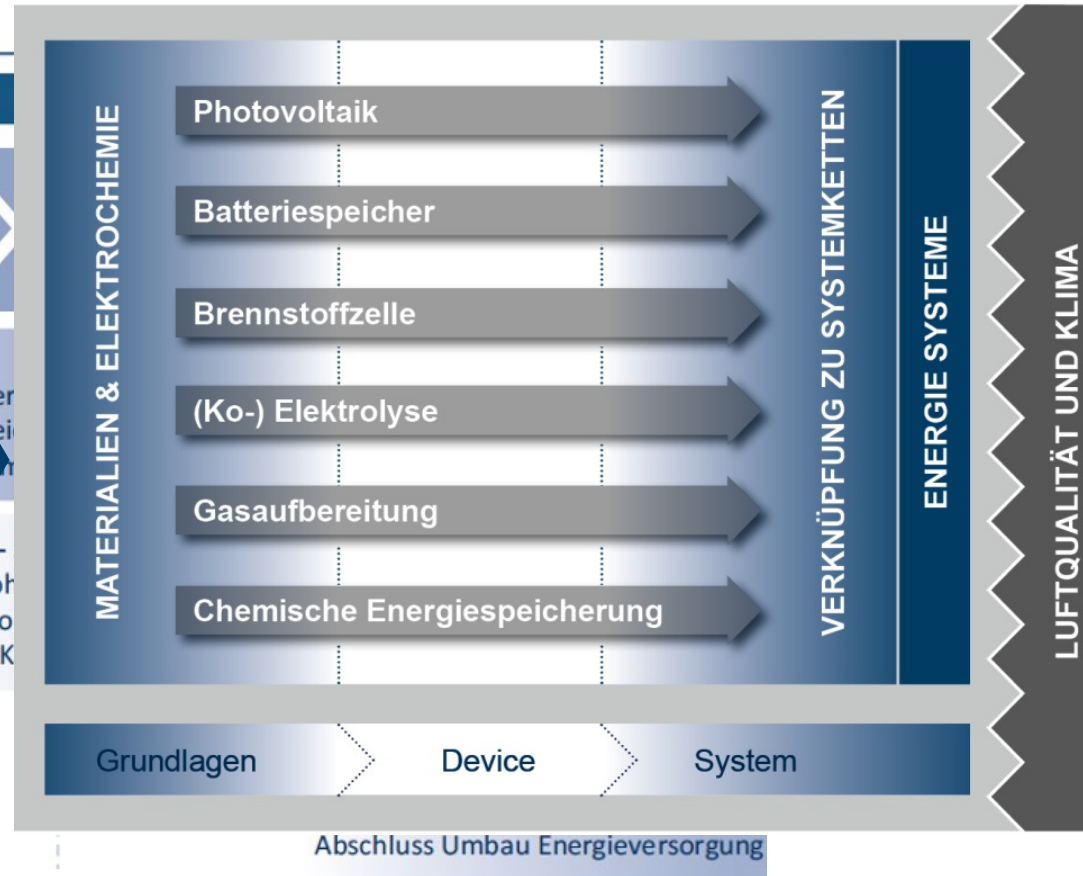 MATERIALIEN & ELEKTROCHEMIE
Photovoltaik
Batteriespeicher
Brennstoffzelle
(Ko-) Elektrolyse
Gasaufbereitung
Chemische Energiespeicherung
VERKNÜPFUNG ZU SYSTEMKETTEN
ENERGIE SYSTEME
LUFTQUALITÄT UND KLIMA
Grundlagen
Device
System
Abschluss Umbau Energieversorgung